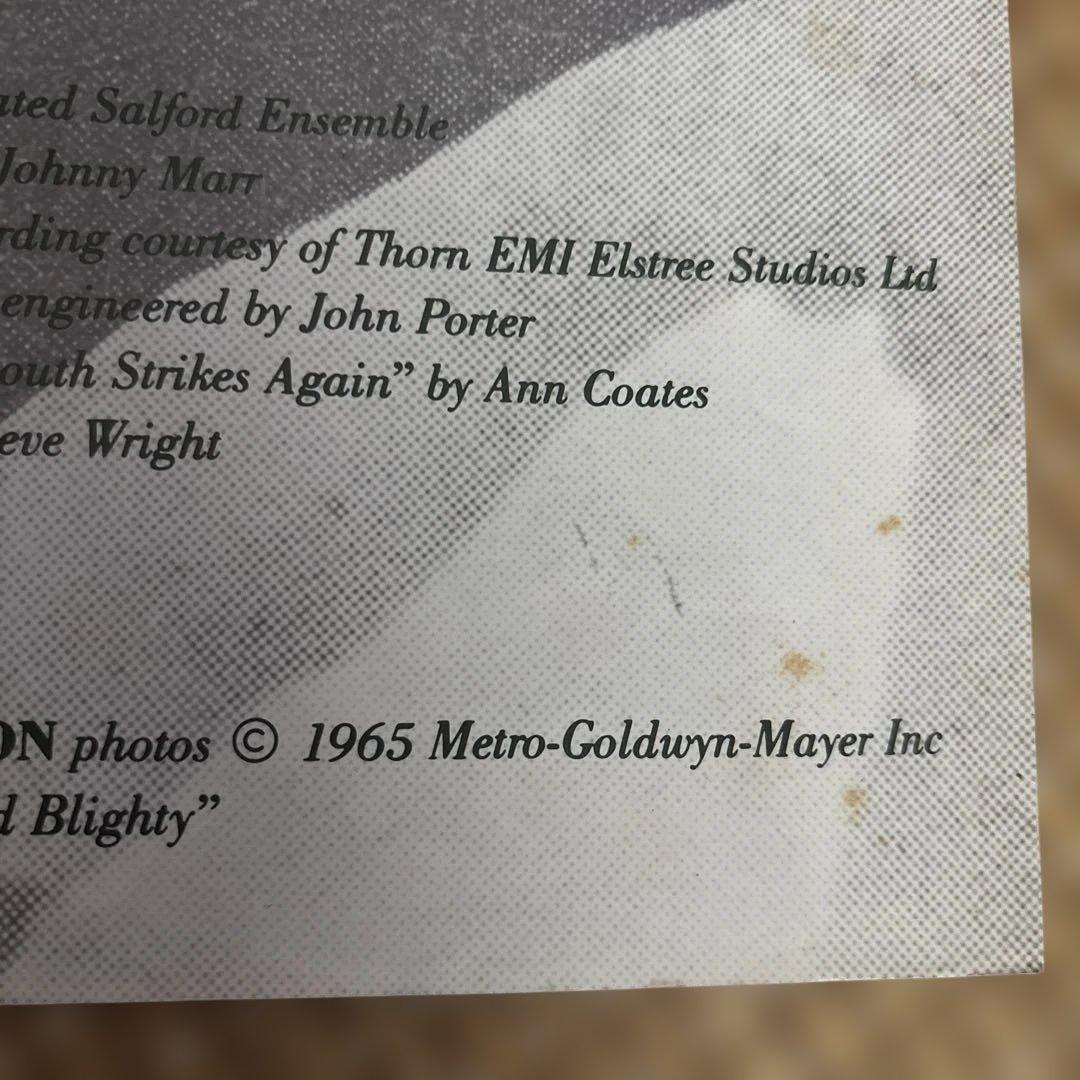 ated Salford Ensemble
Johnny Marr
rding courtesy of Thorn EMI Elstree Studios Ltd
engineered by John Porter
outh Strikes Again” by Ann Coates
eve Wright
ON photos © 1965 Metro-Goldwyn-Mayer Inc
d Blighty”